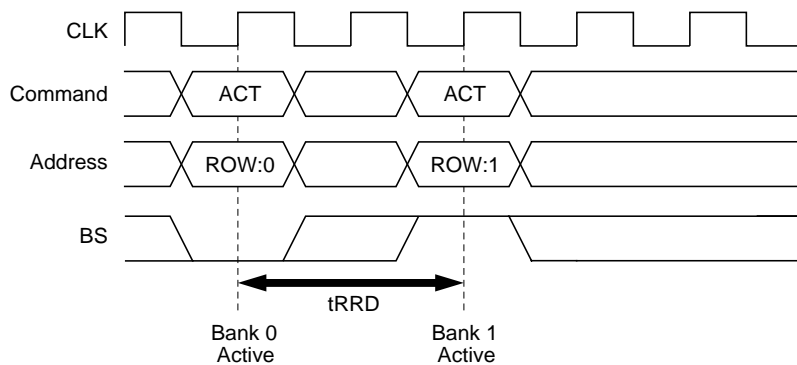 CLK
Command
ACT
ACT
Address
ROW:0
ROW:1
BS
tRRD
Bank 0
Active
Bank 1
Active